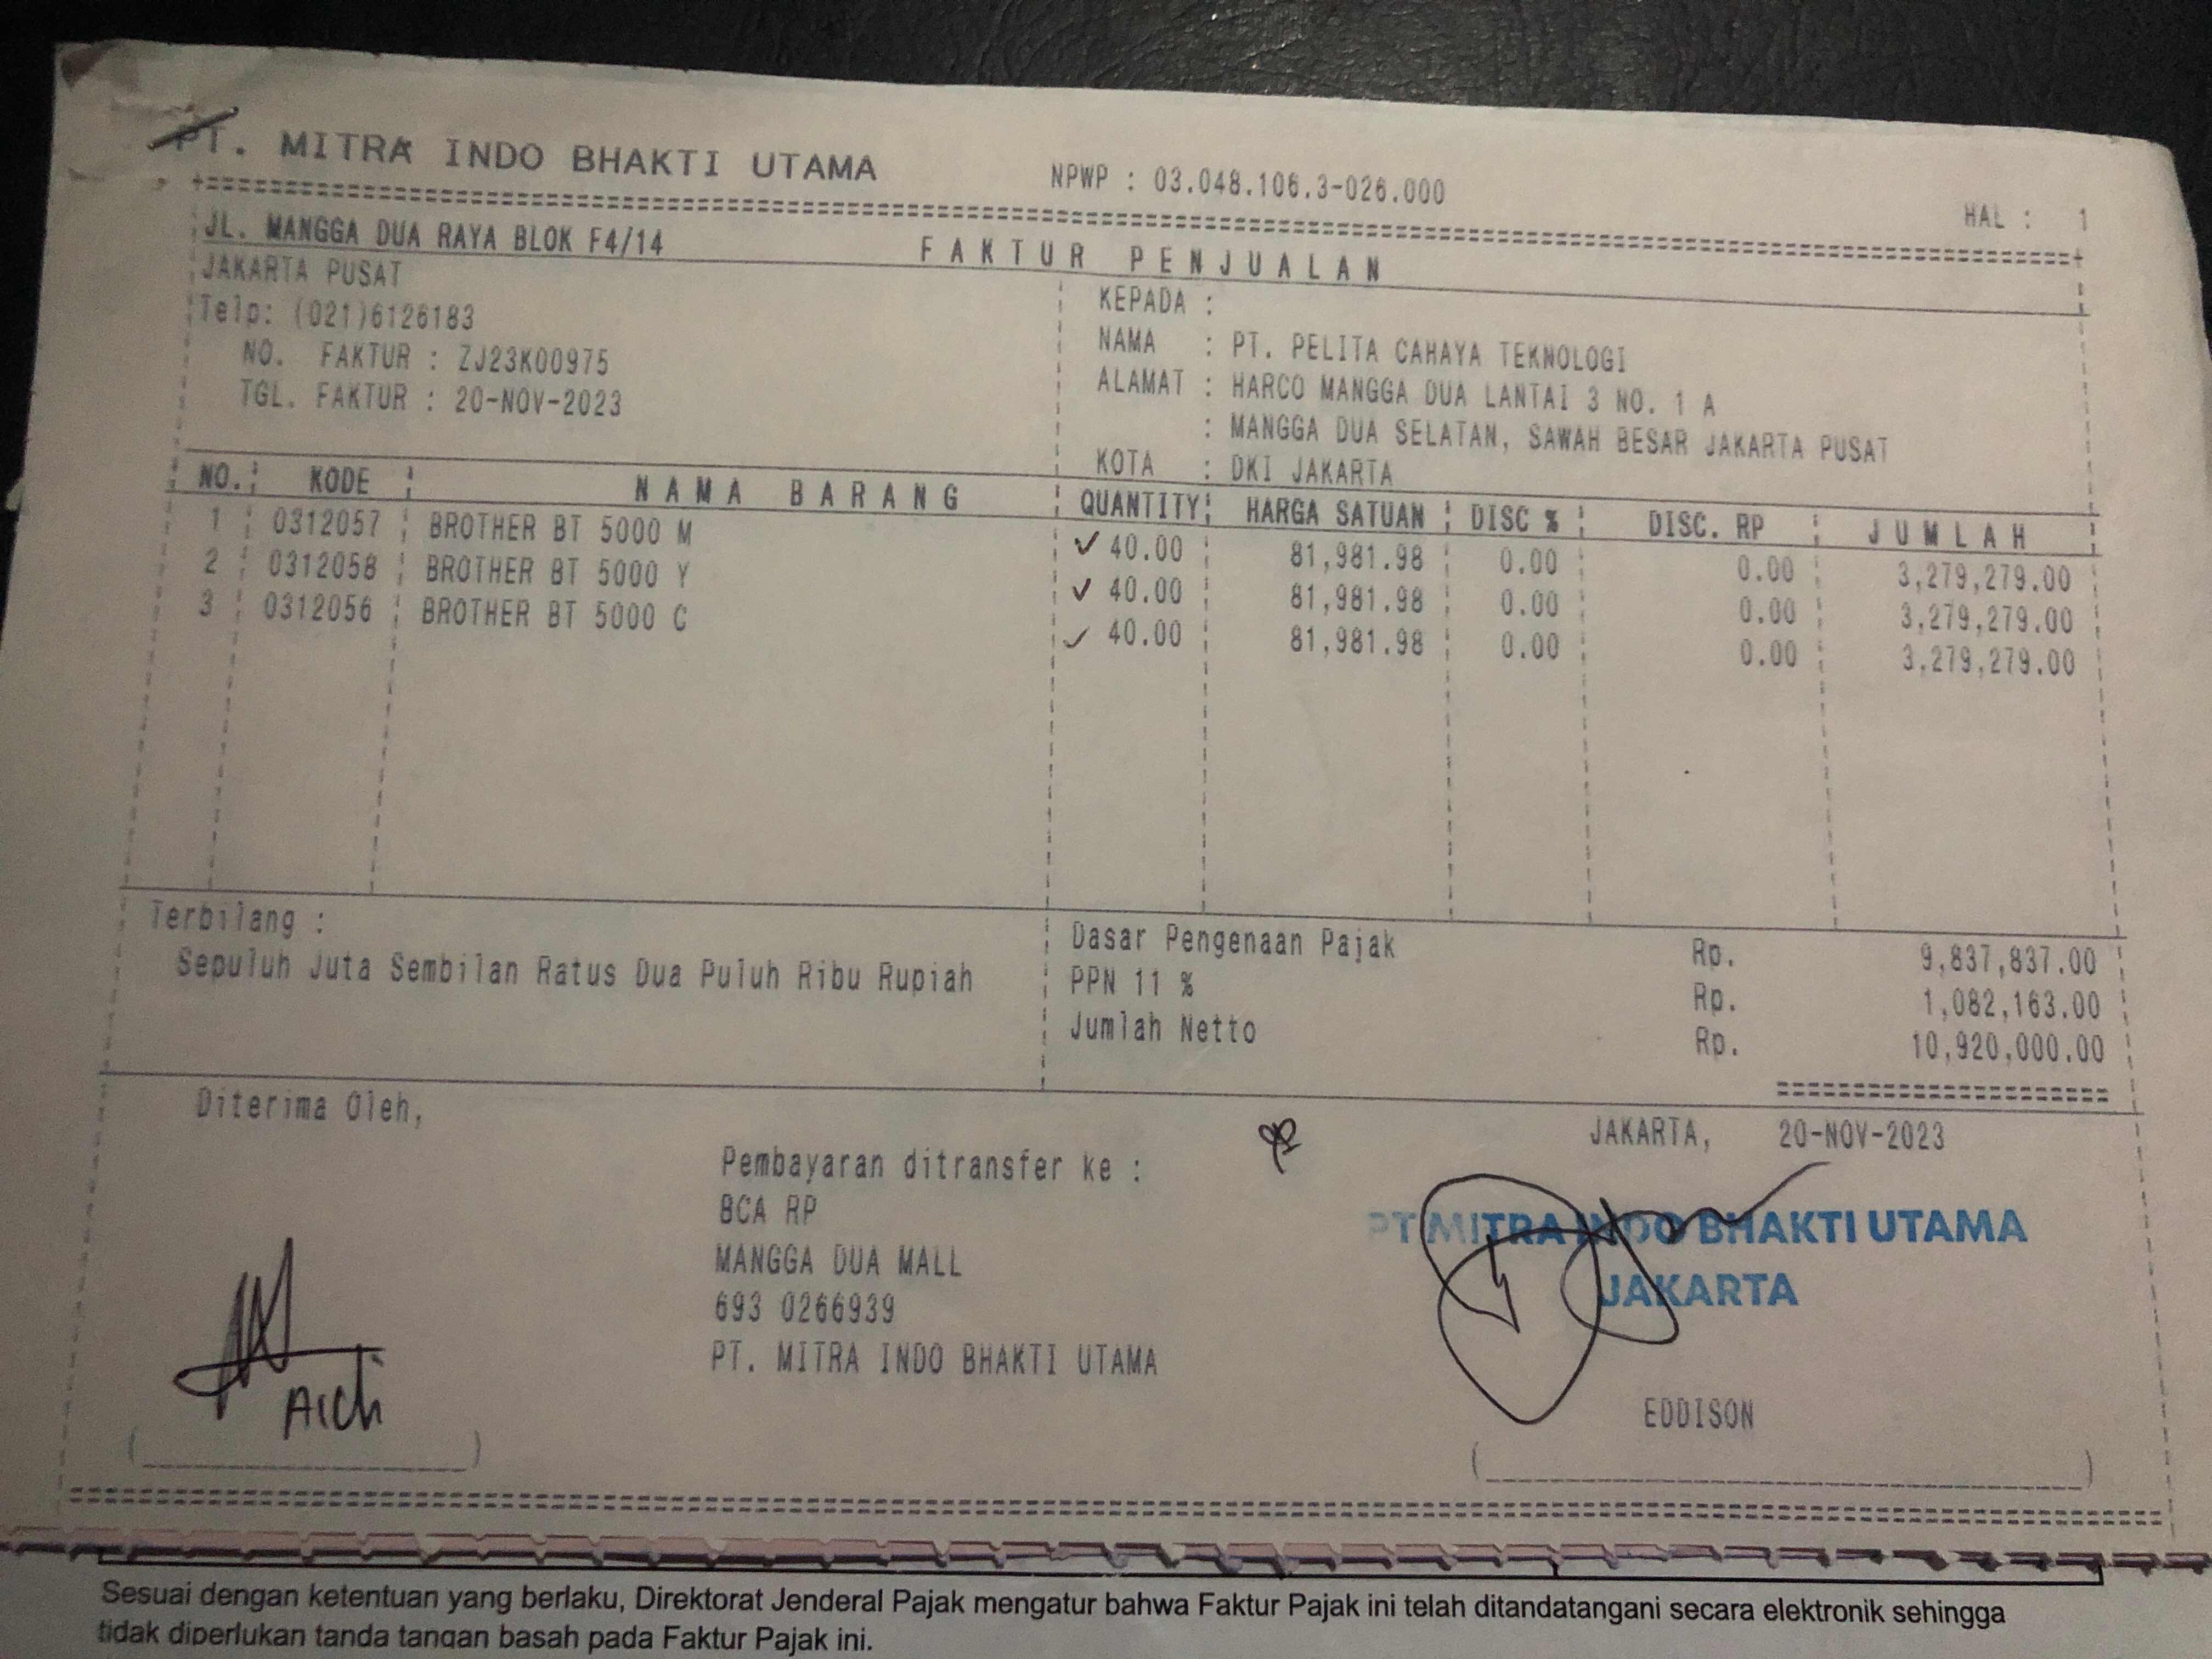 PT. MITRA INDO BHAKTI UTAMA
NPWP : 03.048.106.3-026.000
HAL : 1
JL. MANGGA DUA RAYA BLOK F4/14
FAKTUR PENJUALAN
JAKARTA PUSAT
Telp: (021)6126183
NO. FAKTUR : ZJ23K00975
TGL. FAKTUR : 20-NOV-2023
KEPADA :
NAMA : PT. PELITA CAHAYA TEKNOLOGI
ALAMAT : HARCO MANGGA DUA LANTAI 3 NO. 1 A
: MANGGA DUA SELATAN, SAWAH BESAR JAKARTA PUSAT
KOTA : DKI JAKARTA
NO. KODE NAMA BARANG QUANTITY HARGA SATUAN DISC % DISC. RP JUMLAH
1 0312057 BROTHER BT 5000 M ✓ 40.00 81,981.98 0.00 0.00 3,279,279.00
2 0312058 BROTHER BT 5000 Y ✓ 40.00 81,981.98 0.00 0.00 3,279,279.00
3 0312056 BROTHER BT 5000 C ✓ 40.00 81,981.98 0.00 0.00 3,279,279.00
Terbilang :
Sepuluh Juta Sembilan Ratus Dua Puluh Ribu Rupiah
Dasar Pengenaan Pajak Rp. 9,837,837.00
PPN 11 % Rp. 1,082,163.00
Jumlah Netto Rp. 10,920,000.00
Diterima Oleh,
Pembayaran ditransfer ke :
BCA RP
MANGGA DUA MALL
693 0266939
PT. MITRA INDO BHAKTI UTAMA
JAKARTA, 20-NOV-2023
PT MITRA INDO BHAKTI UTAMA
JAKARTA
EDDISON
Sesuai dengan ketentuan yang berlaku, Direktorat Jenderal Pajak mengatur bahwa Faktur Pajak ini telah ditandatangani secara elektronik sehingga
tidak diperlukan tanda tangan basah pada Faktur Pajak ini.